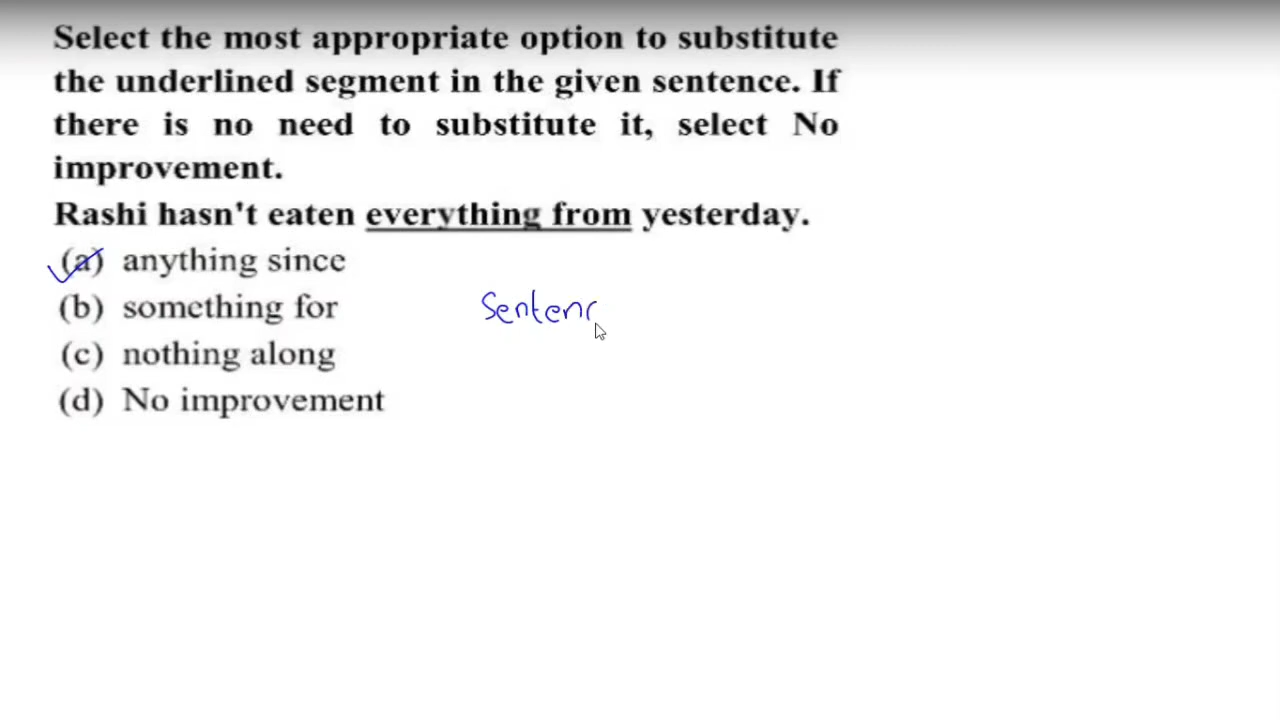 Select the most appropriate option to substitute
the underlined segment in the given sentence. If
there is no need to substitute it, select No
improvement.
Rashi hasn't eaten everything from yesterday.
(a) anything since
(b) something for
Sentenc
(c) nothing along
(d) No improvement